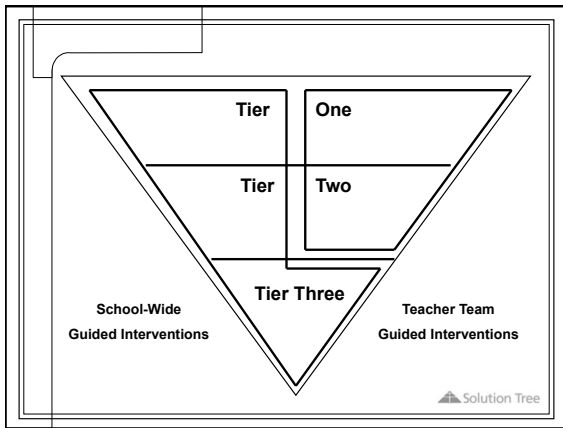 Tier One
Tier Two
Tier Three
School-Wide
Guided Interventions
Teacher Team
Guided Interventions
Solution Tree